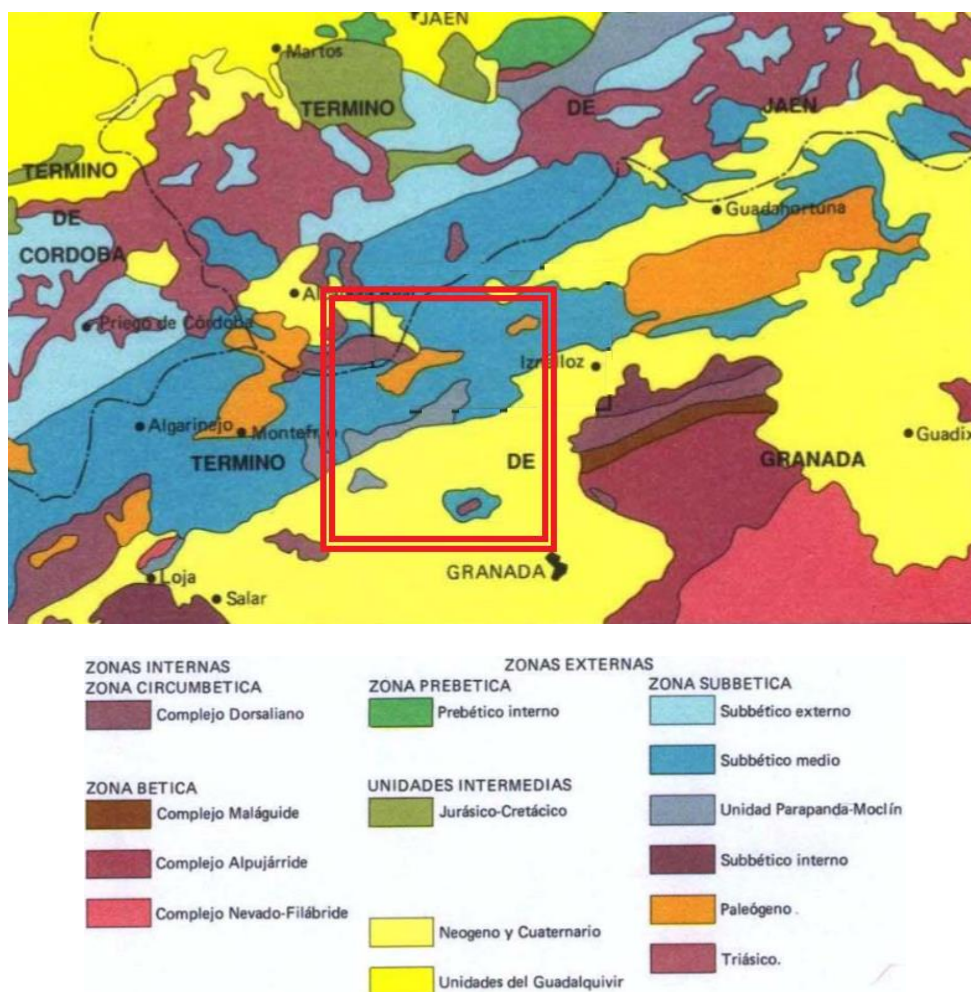 JAEN
Martos
TERMINO DE JAEN
TERMINO
DE
CORDOBA
Guadahortuna
Priego de Córdoba
Iznalloz
Algarinejo
Montefrío
TERMINO DE GRANADA
Guadix
Loja
GRANADA
Salar
ZONAS INTERNAS
ZONA CIRCUMBETICA
Complejo Dorsaliano
ZONA BETICA
Complejo Maláguide
Complejo Alpujárride
Complejo Nevado-Filábride
ZONAS EXTERNAS
ZONA PREBETICA
Prebético interno
UNIDADES INTERMEDIAS
Jurásico-Cretácico
Neogeno y Cuaternario
Unidades del Guadalquivir
ZONA SUBBETICA
Subbético externo
Subbético medio
Unidad Parapanda-Moclín
Subbético interno
Paleógeno.
Triásico.